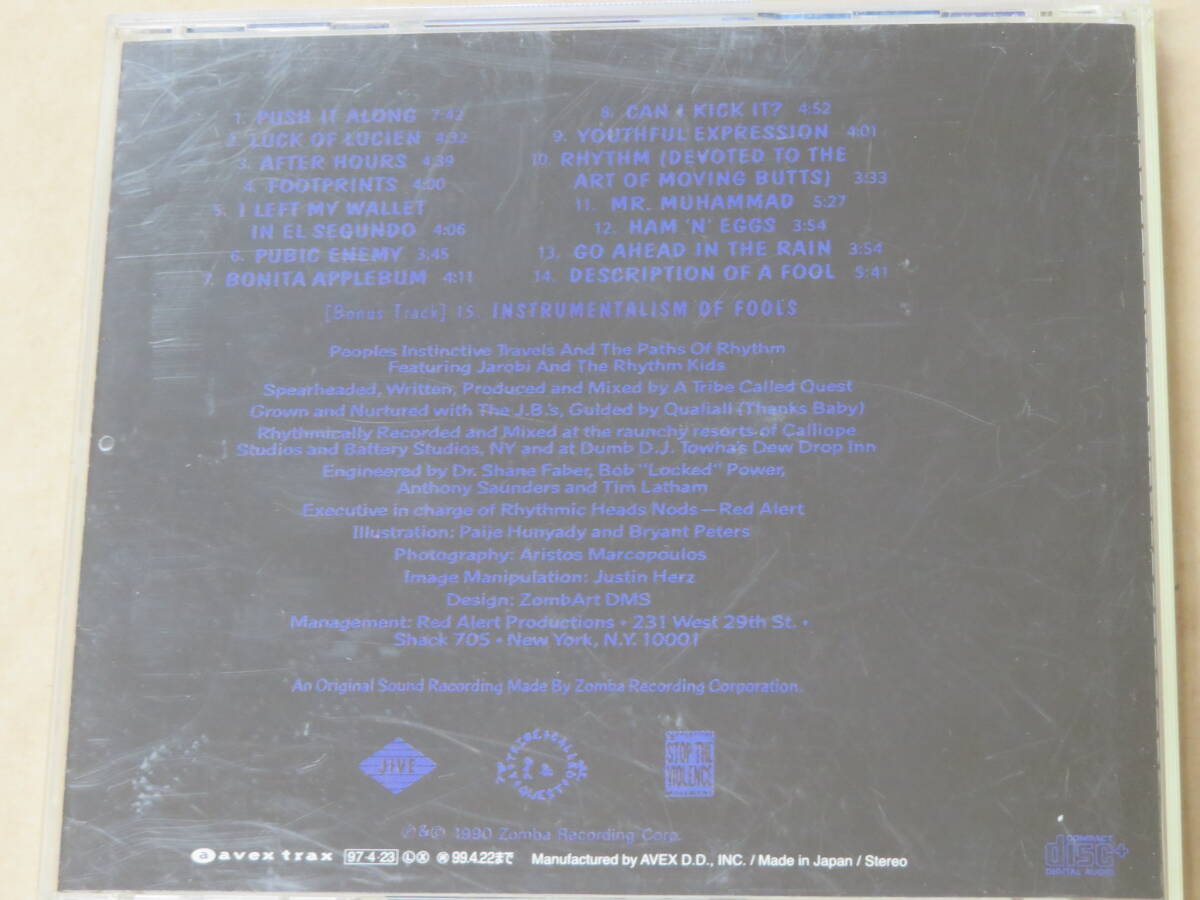 1. PUSH IT ALONG 7:42
2. LUCK OF LUCIEN 4:32
3. AFTER HOURS 4:39
4. FOOTPRINTS 4:00
5. I LEFT MY WALLET
IN EL SEGUNDO 4:06
6. PUBIC ENEMY 3:45
7. BONITA APPLEBUM 4:11
8. CAN I KICK IT? 4:52
9. YOUTHFUL EXPRESSION 4:01
10. RHYTHM (DEVOTED TO THE
ART OF MOVING BUTTS) 3:33
11. MR. MUHAMMAD 5:27
12. HAM 'N' EGGS 3:54
13. GO AHEAD IN THE RAIN 3:54
14. DESCRIPTION OF A FOOL 5:41
[Bonus Track] 15. INSTRUMENTALISM OF FOOLS
Peoples Instinctive Travels And The Paths Of Rhythm
Featuring Jarobi And The Rhythm Kids
Spearheaded, Written, Produced and Mixed by A Tribe Called Quest
Grown and Nurtured with The J.B.'s, Guided by Quafiall (Thanks Baby)
Rhythmically Recorded and Mixed at the raunchy resorts of Calliope
Studios and Battery Studios, NY and at Dumb D.J. Towha's Dew Drop Inn
Engineered by Dr. Shane Faber, Bob "Locked" Power,
Anthony Saunders and Tim Latham
Executive in charge of Rhythmic Heads Nods — Red Alert
Illustration: Paije Hunyady and Bryant Peters
Photography: Aristos Marcopoulos
Image Manipulation: Justin Herz
Design: ZombArt DMS
Management: Red Alert Productions • 231 West 29th St. •
Shack 705 • New York, N.Y. 10001
An Original Sound Recording Made By Zomba Recording Corporation.
JIVE
A TRIBE CALLED QUEST
STOP THE
VIOLENCE
MOVEMENT
℗&© 1990 Zomba Recording Corp.
a avex trax 97·4·23 Ⓛ Ⓧ 再 99.4.22まで Manufactured by AVEX D.D., INC. / Made in Japan / Stereo
COMPACT
disc+
DIGITAL AUDIO